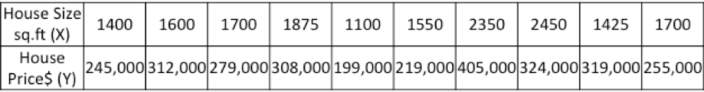 House Size sq.ft (X) 1400 1600 1700 1875 1100 1550 2350 2450 1425 1700
House Price$ (Y) 245,000 312,000 279,000 308,000 199,000 219,000 405,000 324,000 319,000 255,000